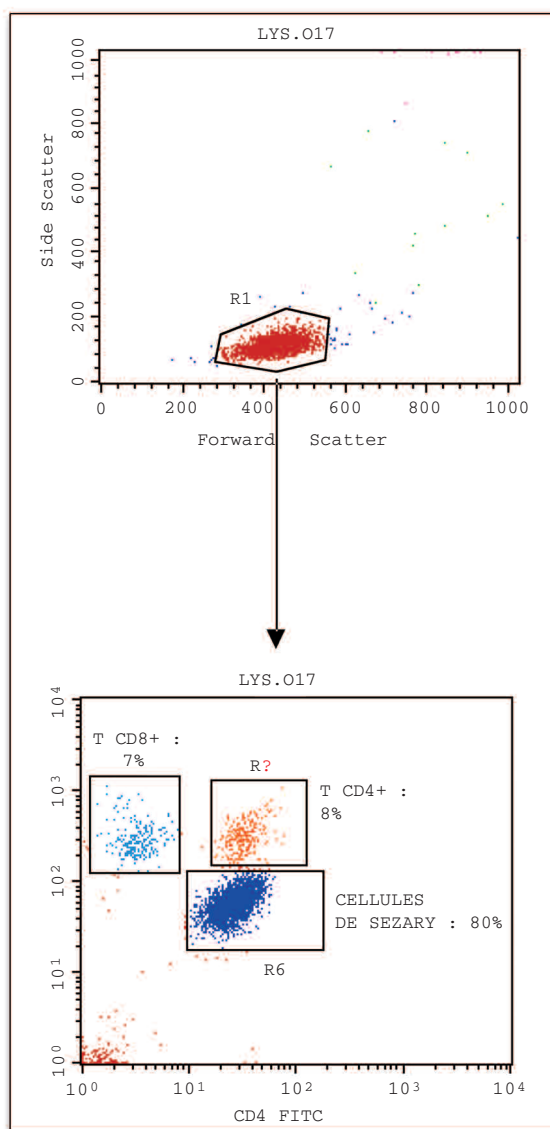 LYS.O17
1000
800
600
400
200
0
Side Scatter
R1
0 200 400 600 800 1000
Forward Scatter
LYS.O17
10⁴
10³
10²
10¹
10⁰
T CD8+ :
7%
R?
T CD4+ :
8%
CELLULES
DE SEZARY : 80%
R6
10⁰ 10¹ 10² 10³ 10⁴
CD4 FITC